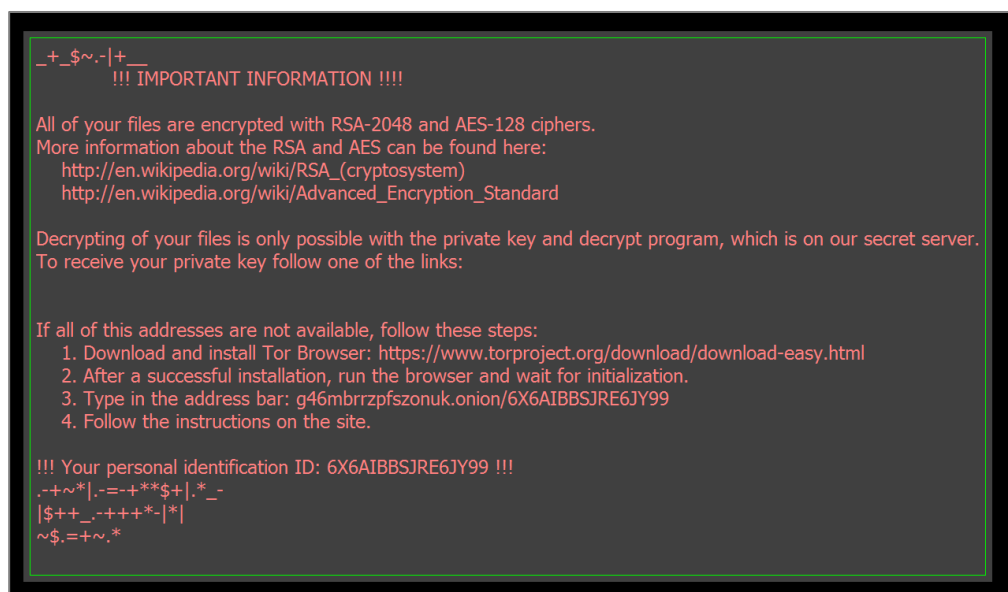 _+_$~.-|+__
!!! IMPORTANT INFORMATION !!!!
All of your files are encrypted with RSA-2048 and AES-128 ciphers.
More information about the RSA and AES can be found here:
http://en.wikipedia.org/wiki/RSA_(cryptosystem)
http://en.wikipedia.org/wiki/Advanced_Encryption_Standard
Decrypting of your files is only possible with the private key and decrypt program, which is on our secret server.
To receive your private key follow one of the links:
If all of this addresses are not available, follow these steps:
1. Download and install Tor Browser: https://www.torproject.org/download/download-easy.html
2. After a successful installation, run the browser and wait for initialization.
3. Type in the address bar: g46mbrrzpfszonuk.onion/6X6AIBBSJRE6JY99
4. Follow the instructions on the site.
!!! Your personal identification ID: 6X6AIBBSJRE6JY99 !!!
.-+~*|.-=-+**$+|.*_-
|$++_.-+++*-|*|
~$.=+~.*